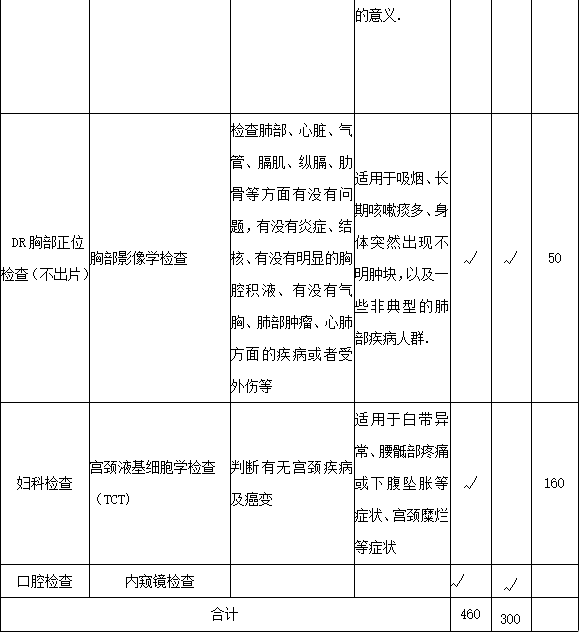 的意义.
DR胸部正位
检查(不出片)
胸部影像学检查
检查肺部、心脏、气
管、膈肌、纵膈、肋
骨等方面有没有问
题,有没有炎症、结
核、有没有明显的胸
腔积液、有没有气
胸、肺部肿瘤、心肺
方面的疾病或者受
外伤等
适用于吸烟、长
期咳嗽痰多、身
体突然出现不
明肿块,以及一
些非典型的肺
部疾病人群.
√
√
50
妇科检查
宫颈液基细胞学检查
(TCT)
判断有无宫颈疾病
及癌变
适用于白带异
常、腰骶部疼痛
或下腹坠胀等
症状、宫颈糜烂
等症状
√
160
口腔检查
内窥镜检查
√
√
合计
460
300